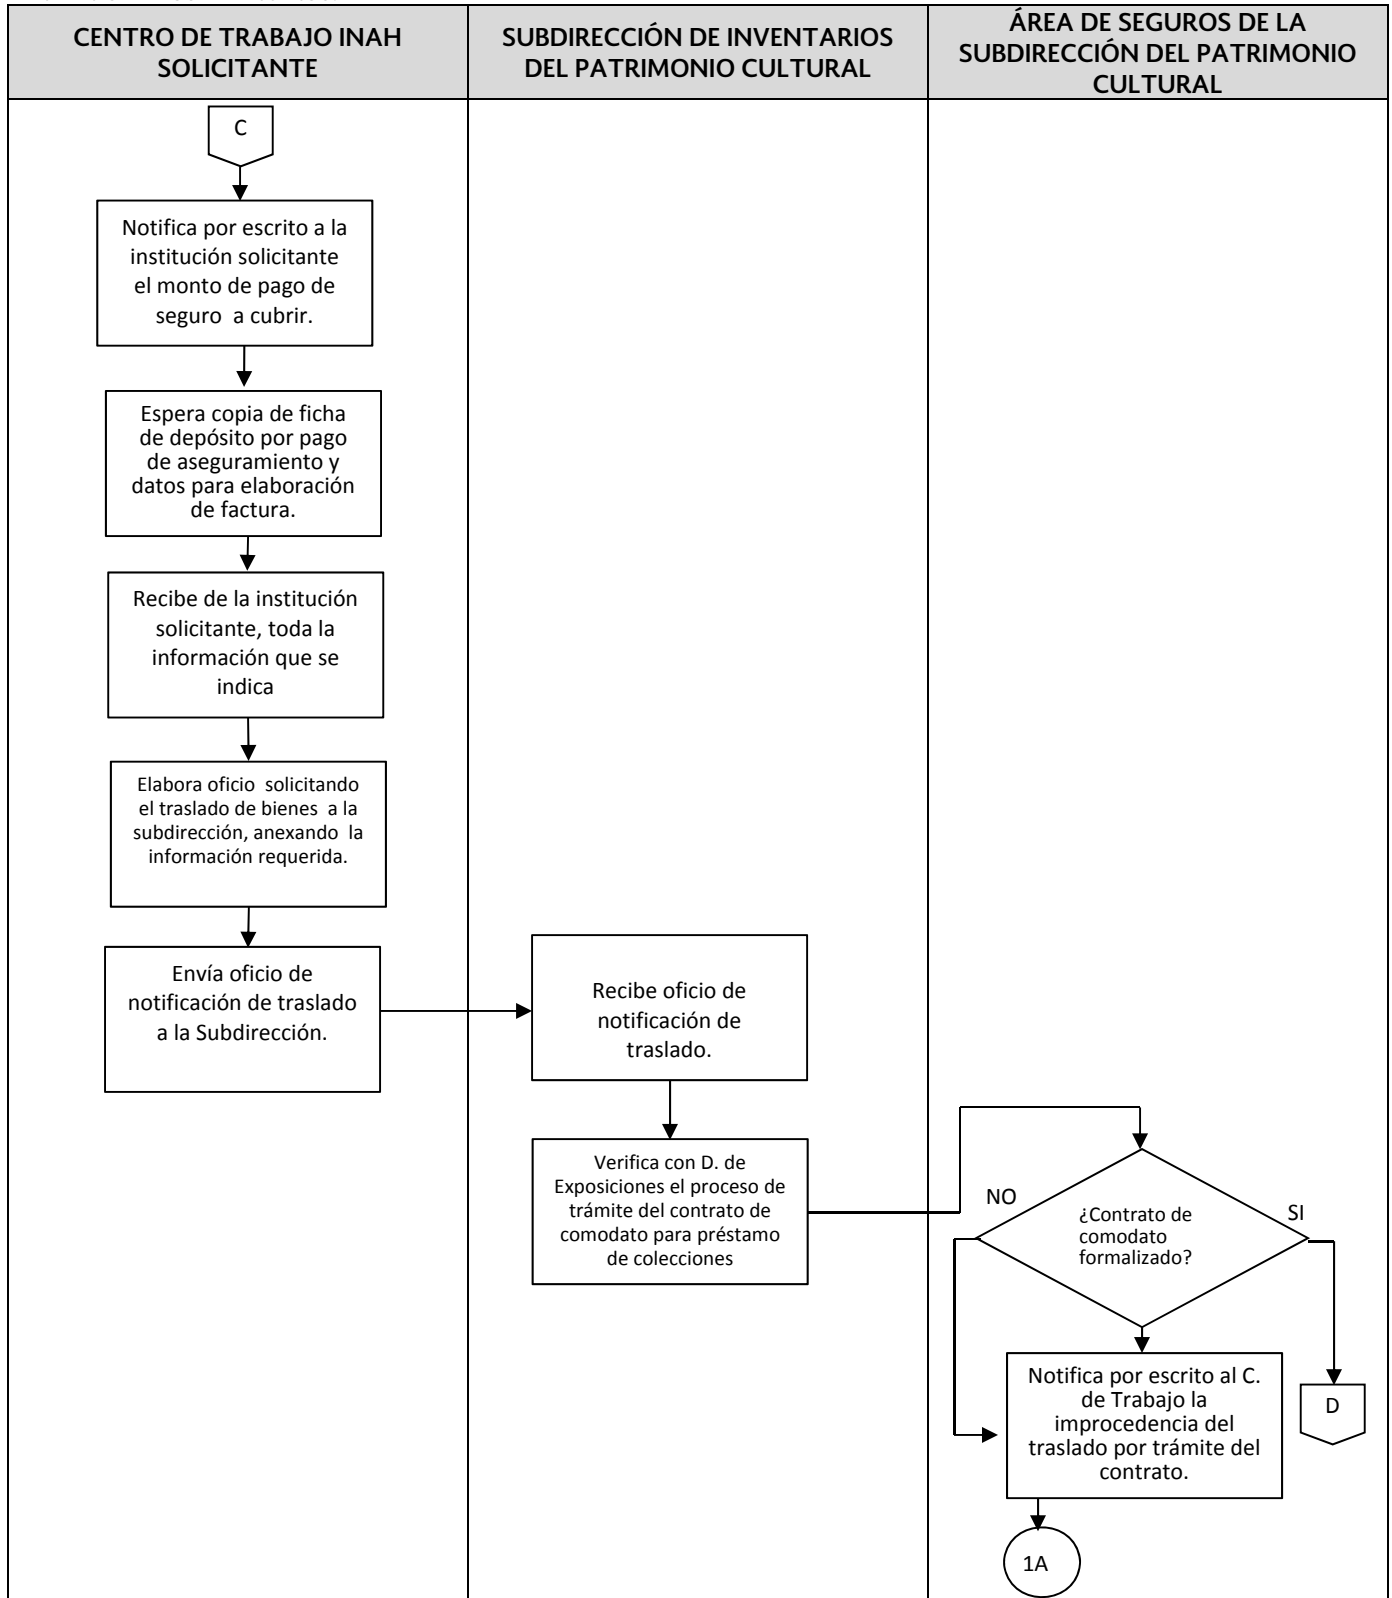 CENTRO DE TRABAJO INAH
SOLICITANTE
SUBDIRECCIÓN DE INVENTARIOS
DEL PATRIMONIO CULTURAL
ÁREA DE SEGUROS DE LA
SUBDIRECCIÓN DEL PATRIMONIO
CULTURAL
C
Notifica por escrito a la
institución solicitante
el monto de pago de
seguro a cubrir.
Espera copia de ficha
de depósito por pago
de aseguramiento y
datos para elaboración
de factura.
Recibe de la institución
solicitante, toda la
información que se
indica
Elabora oficio solicitando
el traslado de bienes a la
subdirección, anexando la
información requerida.
Envía oficio de
notificación de traslado
a la Subdirección.
Recibe oficio de
notificación de
traslado.
Verifica con D. de
Exposiciones el proceso de
trámite del contrato de
comodato para préstamo
de colecciones
NO
¿Contrato de
comodato
formalizado?
SI
Notifica por escrito al C.
de Trabajo la
improcedencia del
traslado por trámite del
contrato.
D
1A